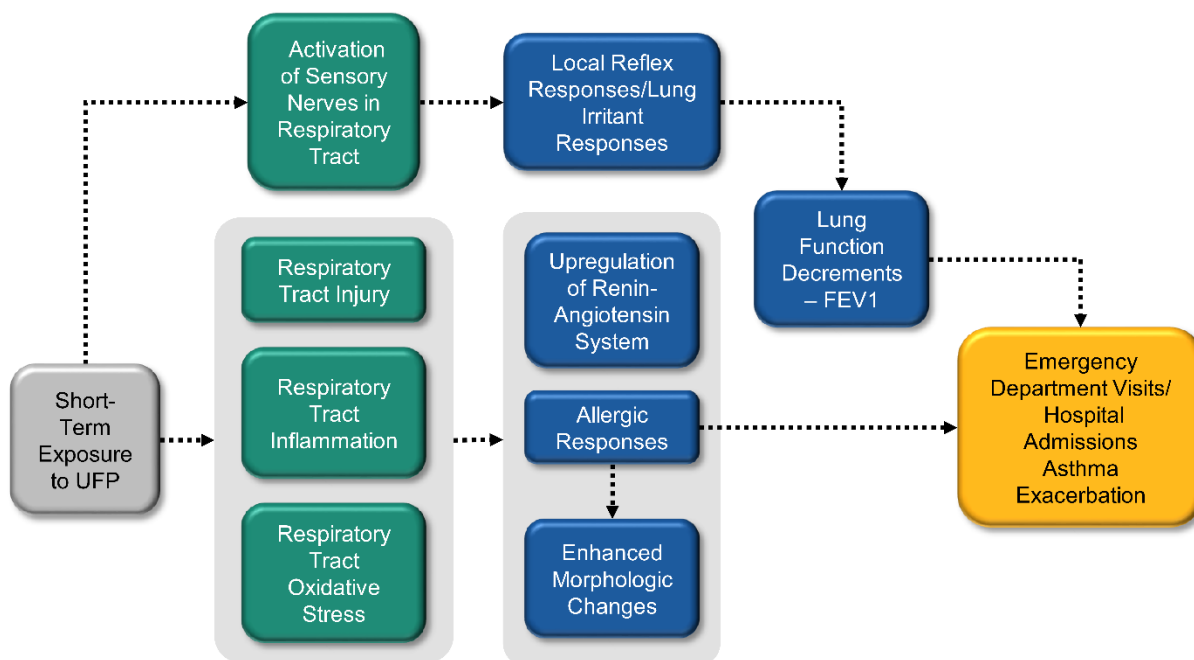 Activation
of Sensory
Nerves in
Respiratory
Tract
Local Reflex
Responses/Lung
Irritant
Responses
Lung
Function
Decrements
– FEV1
Respiratory
Tract Injury
Upregulation
of Renin-
Angiotensin
System
Short-
Term
Exposure
to UFP
Respiratory
Tract
Inflammation
Allergic
Responses
Emergency
Department Visits/
Hospital
Admissions
Asthma
Exacerbation
Respiratory
Tract
Oxidative
Stress
Enhanced
Morphologic
Changes